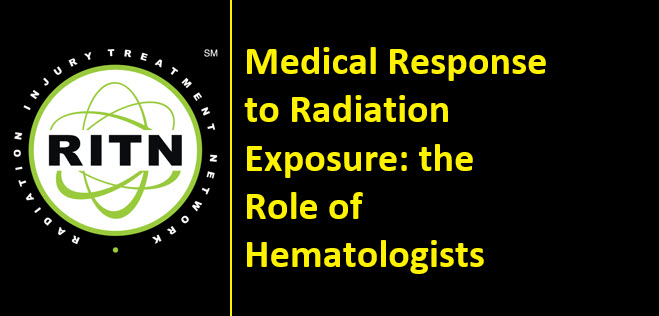 RADIATION INJURY TREATMENT NETWORK
SM
RITN
Medical Response
to Radiation
Exposure: the
Role of
Hematologists